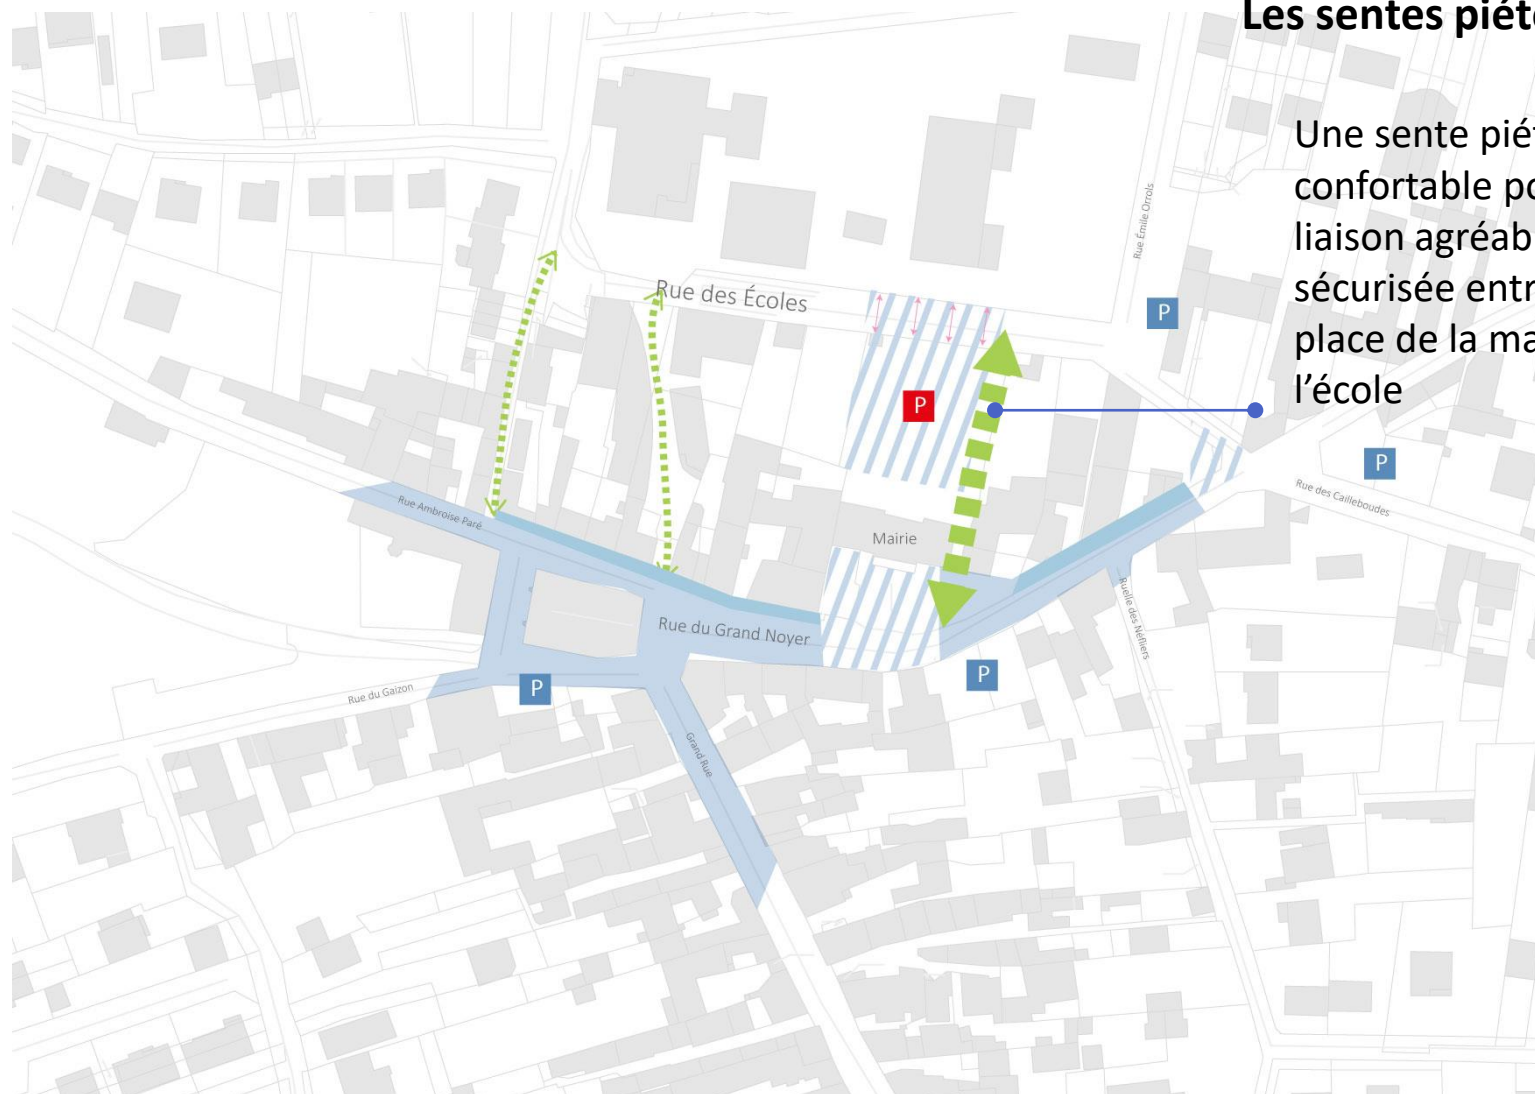 Les sentes piét
Une sente piét
confortable po
liaison agréab
sécurisée entr
place de la ma
l’école
Rue Émile Orrols
Rue des Écoles
P
P
P
Rue des Cailleboudes
Rue Ambroise Paré
Mairie
Ruelle des Néfliers
Rue du Grand Noyer
P
P
Rue du Gaizon
Grand Rue